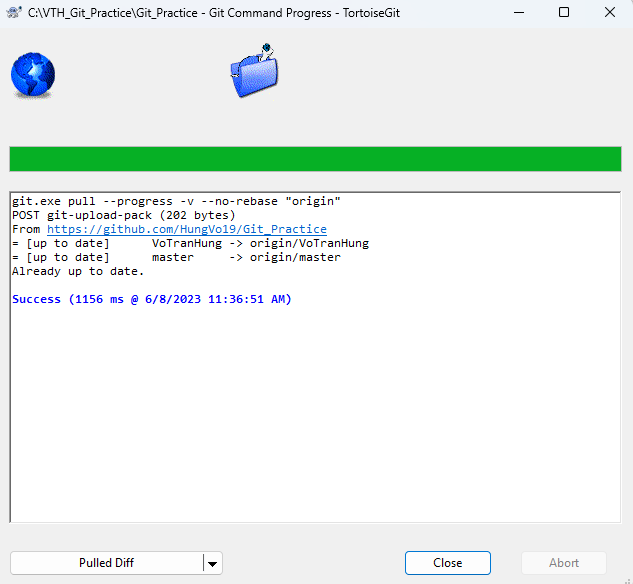 C:\VTH_Git_Practice\Git_Practice - Git Command Progress - TortoiseGit
git.exe pull --progress -v --no-rebase "origin"
POST git-upload-pack (202 bytes)
From https://github.com/HungVo19/Git_Practice
= [up to date]      VoTranHung -> origin/VoTranHung
= [up to date]      master     -> origin/master
Already up to date.
Success (1156 ms @ 6/8/2023 11:36:51 AM)
Pulled Diff
Close
Abort